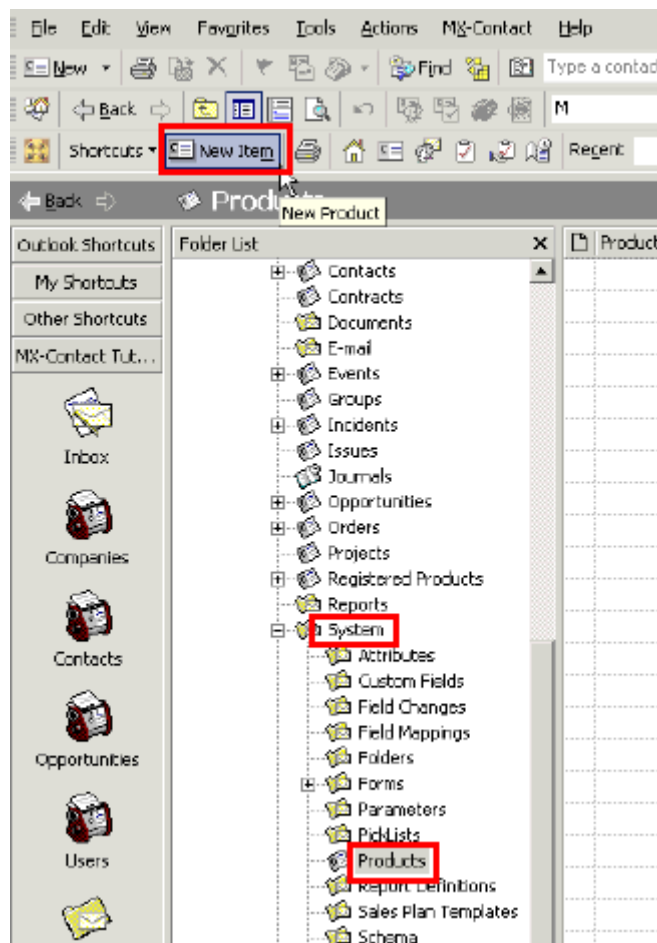 File Edit View Favorites Tools Actions MX-Contact Help
New Find Type a contac
Back M
Shortcuts New Item Recent
Back Products
New Product
Outlook Shortcuts
My Shortcuts
Other Shortcuts
MX-Contact Tut...
Inbox
Companies
Contacts
Opportunities
Users
Folder List
Contacts
Contracts
Documents
E-mail
Events
Groups
Incidents
Issues
Journals
Opportunities
Orders
Projects
Registered Products
Reports
System
Attributes
Custom Fields
Field Changes
Field Mappings
Folders
Forms
Parameters
PickLists
Products
Report Definitions
Sales Plan Templates
Schema
Product